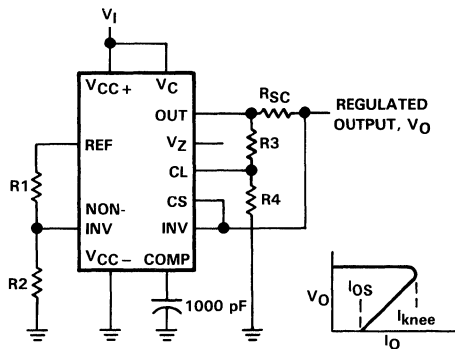 VI
VCC+ VC
RSC
OUT
REGULATED
OUTPUT, VO
REF
VZ
R3
R1
CL
NON-
INV
CS
R4
INV
R2
VCC−
COMP
1000 pF
IOS
VO
Iknee
IO